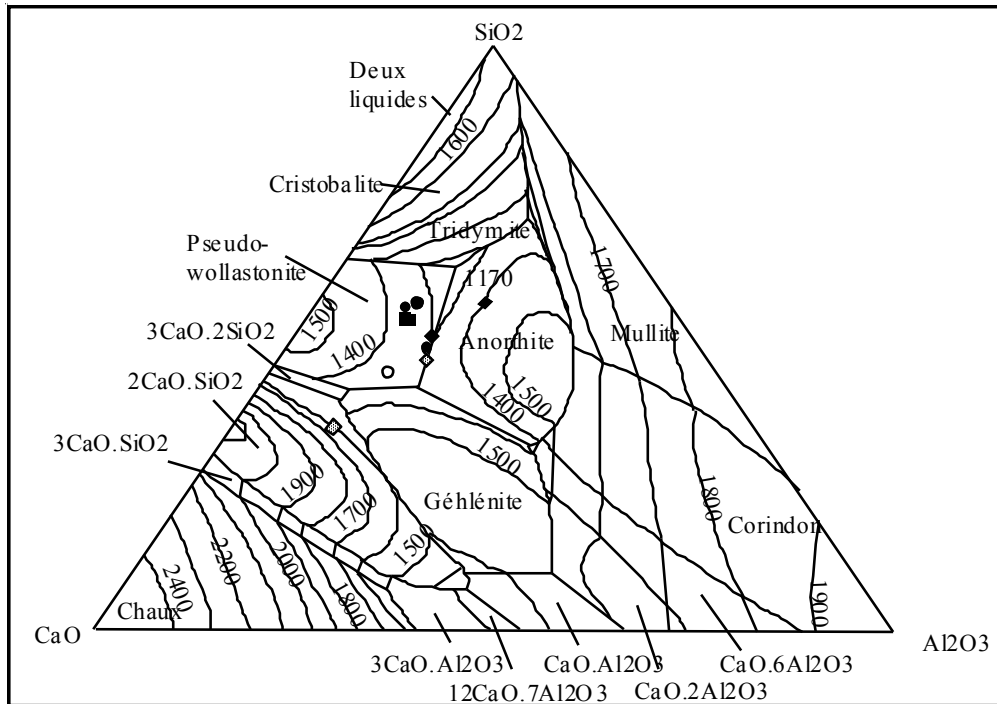 SiO2
Deux
liquides
1600
Cristobalite
Tridymite
Pseudo-
wollastonite
1170
1700
1500
3CaO.2SiO2
1400
Anorthite
Mullite
2CaO.SiO2
1500
1400
3CaO.SiO2
1500
1900
1700
Géhlénite
1800
Corindon
1500
2400
2200
2000
1800
1900
Chaux
CaO
Al2O3
3CaO.Al2O3
CaO.Al2O3
CaO.6Al2O3
12CaO.7Al2O3
CaO.2Al2O3